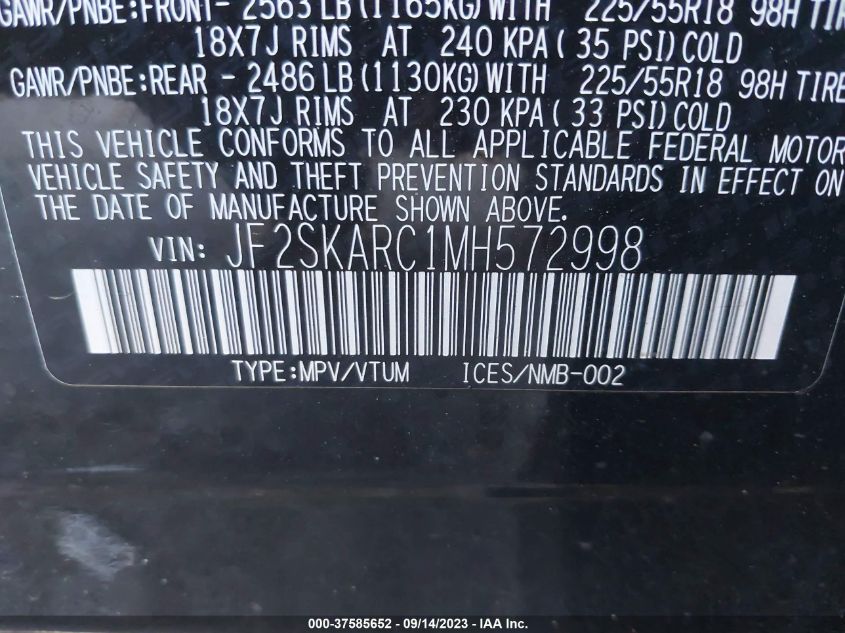 GAWR/PNBE:FRONT- 2563 LB(1165KG)WITH 225/55R18 98H TIRE
18X7J RIMS AT 240 KPA( 35 PSI)COLD
GAWR/PNBE:REAR - 2486 LB(1130KG)WITH 225/55R18 98H TIRE
18X7J RIMS AT 230 KPA( 33 PSI)COLD
THIS VEHICLE CONFORMS TO ALL APPLICABLE FEDERAL MOTOR
VEHICLE SAFETY AND THEFT PREVENTION STANDARDS IN EFFECT ON
THE DATE OF MANUFACTURE SHOWN ABOVE.
VIN: JF2SKARC1MH572998
TYPE:MPV/VTUM ICES/NMB-002
000-37585652 - 09/14/2023 - IAA Inc.